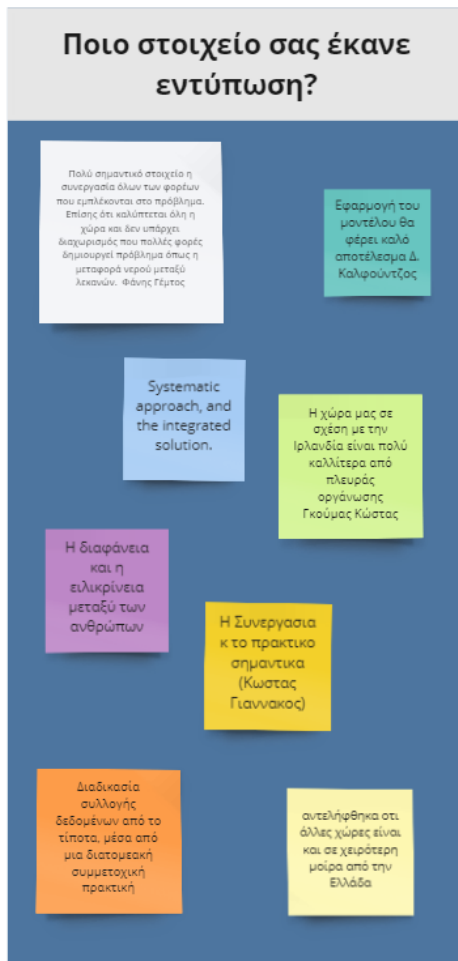 Ποιο στοιχείο σας έκανε
εντύπωση?
Πολύ σημαντικό στοιχείο η
συνεργασία όλων των φορέων
που εμπλέκονται στο πρόβλημα.
Επίσης ότι καλύπτεται όλη η
χώρα και δεν υπάρχει
διαχωρισμός που πολλές φορές
δημιουργεί πρόβλημα όπως η
μεταφορά νερού μεταξύ
λεκανών. Φάνης Γέμτος
Εφαρμογή του
μοντέλου θα
φέρει καλό
αποτέλεσμα Δ.
Καλφούντζος
Systematic
approach, and
the integrated
solution.
Η χώρα μας σε
σχέση με την
Ιρλανδία είναι πολύ
καλλίτερα από
πλευράς
οργάνωσης
Γκούμας Κώστας
Η διαφάνεια
και η
ειλικρίνεια
μεταξύ των
ανθρώπων
Η Συνεργασια
κ το πρακτικο
σημαντικα
(Κωστας
Γιαννακος)
Διαδικασία
συλλογής
δεδομένων από το
τίποτα, μέσα από
μια διατομεακή
συμμετοχική
πρακτική
αντελήφθηκα οτι
άλλες χώρες είναι
και σε χειρότερη
μοίρα από την
Ελλάδα